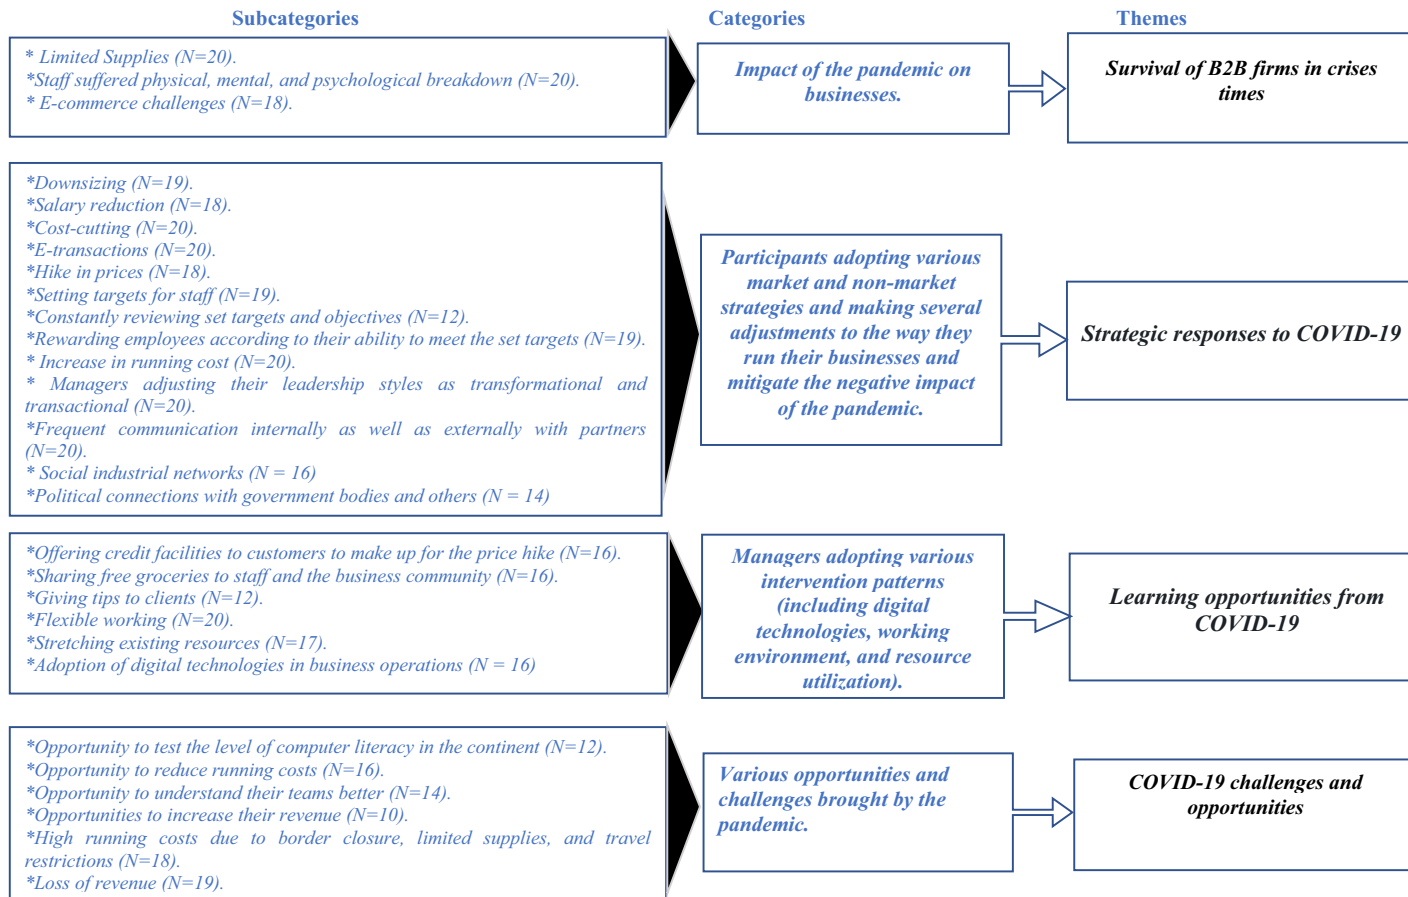 Subcategories
Categories
Themes
* Limited Supplies (N=20).
*Staff suffered physical, mental, and psychological breakdown (N=20).
* E-commerce challenges (N=18).
Impact of the pandemic on
businesses.
Survival of B2B firms in crises
times
*Downsizing (N=19).
*Salary reduction (N=18).
*Cost-cutting (N=20).
*E-transactions (N=20).
*Hike in prices (N=18).
*Setting targets for staff (N=19).
*Constantly reviewing set targets and objectives (N=12).
*Rewarding employees according to their ability to meet the set targets (N=19).
* Increase in running cost (N=20).
* Managers adjusting their leadership styles as transformational and
transactional (N=20).
*Frequent communication internally as well as externally with partners
(N=20).
* Social industrial networks (N = 16)
*Political connections with government bodies and others (N = 14)
Participants adopting various
market and non-market
strategies and making several
adjustments to the way they
run their businesses and
mitigate the negative impact
of the pandemic.
Strategic responses to COVID-19
*Offering credit facilities to customers to make up for the price hike (N=16).
*Sharing free groceries to staff and the business community (N=16).
*Giving tips to clients (N=12).
*Flexible working (N=20).
*Stretching existing resources (N=17).
*Adoption of digital technologies in business operations (N = 16)
Managers adopting various
intervention patterns
(including digital
technologies, working
environment, and resource
utilization).
Learning opportunities from
COVID-19
*Opportunity to test the level of computer literacy in the continent (N=12).
*Opportunity to reduce running costs (N=16).
*Opportunity to understand their teams better (N=14).
*Opportunities to increase their revenue (N=10).
*High running costs due to border closure, limited supplies, and travel
restrictions (N=18).
*Loss of revenue (N=19).
Various opportunities and
challenges brought by the
pandemic.
COVID-19 challenges and
opportunities